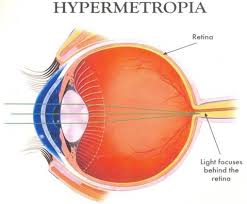 HYPERMETROPIA
Retina
Light focuses
behind the
retina